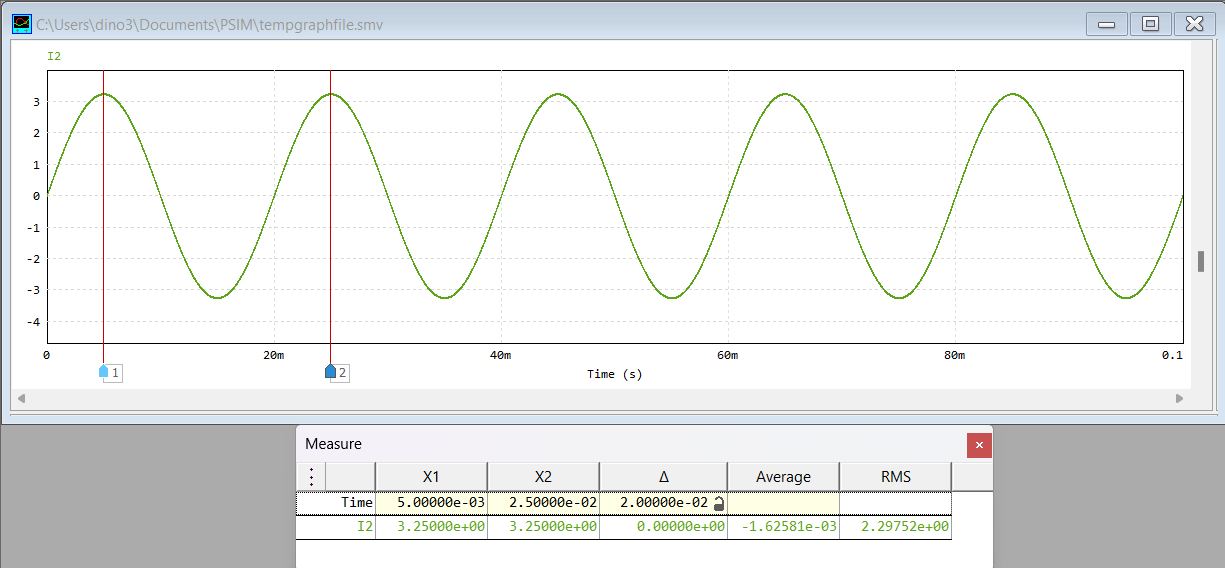 C:\Users\dino3\Documents\PSIM\tempgraphfile.smv
I2
3
2
1
0
-1
-2
-3
-4
0 20m 40m 60m 80m 0.1
1 2
Time (s)
Measure
X1 X2 Δ Average RMS
Time 5.00000e-03 2.50000e-02 2.00000e-02
I2 3.25000e+00 3.25000e+00 0.00000e+00 -1.62581e-03 2.29752e+00